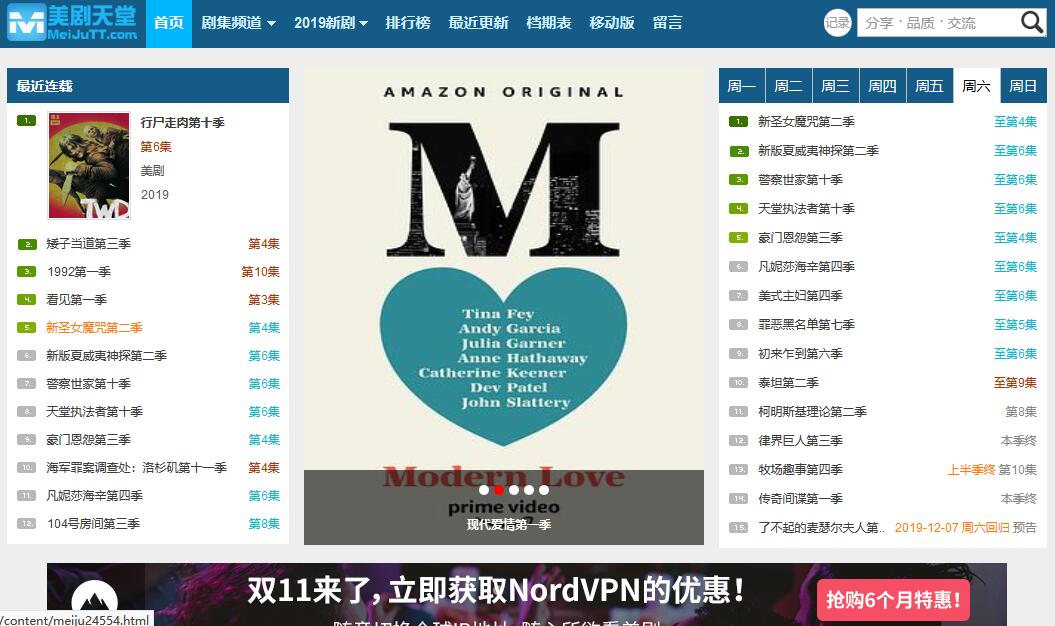 美剧天堂
MeiJuTT.com
首页 剧集频道 2019新剧 排行榜 最近更新 档期表 移动版 留言
记录 分享·品质·交流
最近连载
1. 行尸走肉第十季
第6集
美剧
2019
TWD
2. 矮子当道第三季 第4集
3. 1992第一季 第10集
4. 看见第一季 第3集
5. 新圣女魔咒第二季 第4集
6. 新版夏威夷神探第二季 第6集
7. 警察世家第十季 第6集
8. 天堂执法者第十季 第6集
9. 豪门恩怨第三季 第4集
10. 海军罪案调查处：洛杉矶第十一季 第4集
11. 凡妮莎海辛第四季 第6集
12. 104号房间第三季 第8集
AMAZON ORIGINAL
M
Tina Fey
Andy Garcia
Julia Garner
Anne Hathaway
Catherine Keener
Dev Patel
John Slattery
Modern Love
prime video
现代爱情第一季
周一 周二 周三 周四 周五 周六 周日
1. 新圣女魔咒第二季 至第4集
2. 新版夏威夷神探第二季 至第6集
3. 警察世家第十季 至第6集
4. 天堂执法者第十季 至第6集
5. 豪门恩怨第三季 至第4集
6. 凡妮莎海辛第四季 至第6集
7. 美式主妇第四季 至第6集
8. 罪恶黑名单第七季 至第5集
9. 初来乍到第六季 至第6集
10. 泰坦第二季 至第9集
11. 柯明斯基理论第二季 第8集
12. 律界巨人第三季 本季终
13. 牧场趣事第四季 上半季终 第10集
14. 传奇间谍第一季 本季终
15. 了不起的麦瑟尔夫人第.. 2019-12-07 周六回归 预告
双11来了，立即获取NordVPN的优惠！
抢购6个月特惠！
/content/meiju24554.html